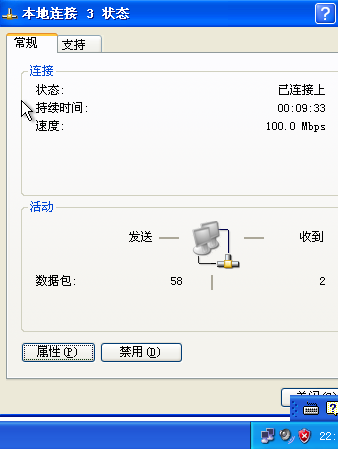 本地连接 3 状态
常规 支持
连接
状态: 已连接上
持续时间: 00:09:33
速度: 100.0 Mbps
活动
发送 — — 收到
数据包: 58 | 2
属性(P) 禁用(D)
22: